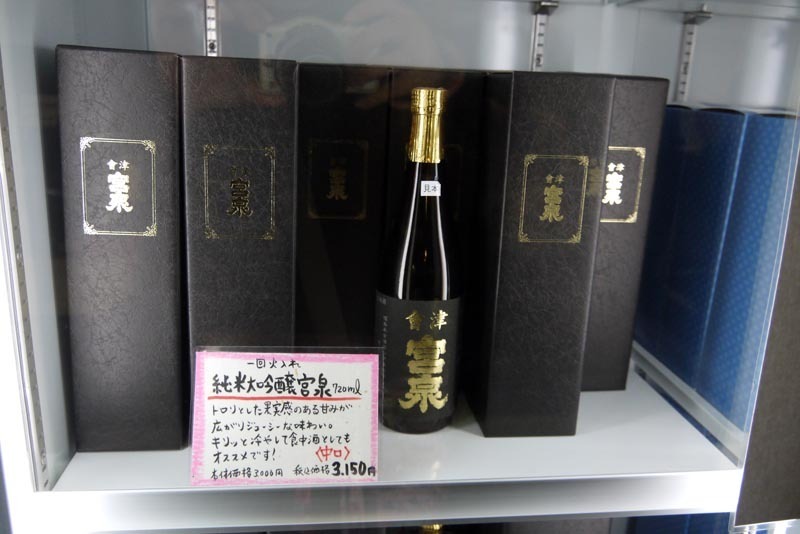 會津
宮泉
宮泉
宮泉
會津
宮泉
宮泉
見本
會津
宮泉
一回火入れ
純米大吟醸宮泉 720ml
トロリとした果実感のある甘みが
広がりジューシーな味わい。
キリッと冷やして食中酒としても
オススメです! <中口>
本体価格3,000円 税込価格3,150円